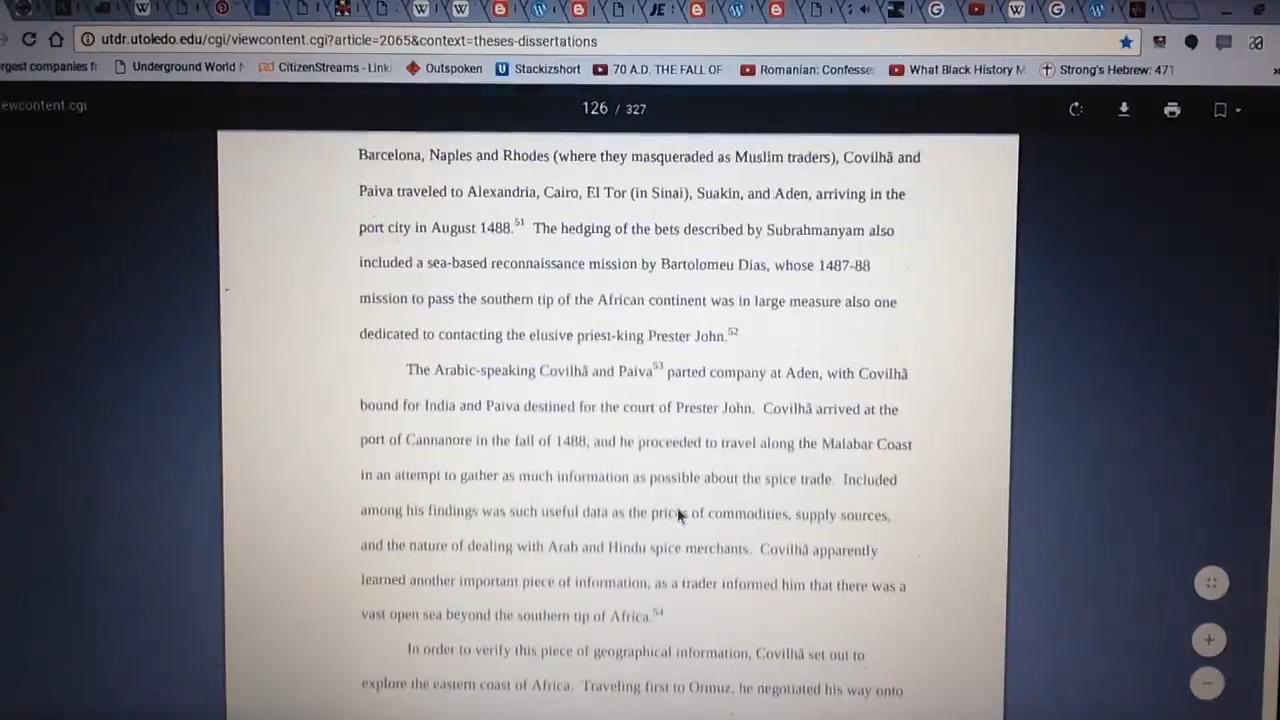 utdr.utoledo.edu/cgi/viewcontent.cgi?article=2065&context=theses-dissertations
rgest companies f Underground World CitizenStreams - Link Outspoken Stackizshort 70 A.D. THE FALL OF Romanian: Confesse What Black History M Strong's Hebrew: 471
ewcontent.cgi 126 / 327
Barcelona, Naples and Rhodes (where they masqueraded as Muslim traders), Covilhã and
Paiva traveled to Alexandria, Cairo, El Tor (in Sinai), Suakin, and Aden, arriving in the
port city in August 1488.51 The hedging of the bets described by Subrahmanyam also
included a sea-based reconnaissance mission by Bartolomeu Dias, whose 1487-88
mission to pass the southern tip of the African continent was in large measure also one
dedicated to contacting the elusive priest-king Prester John.52
The Arabic-speaking Covilhã and Paiva53 parted company at Aden, with Covilhã
bound for India and Paiva destined for the court of Prester John. Covilhã arrived at the
port of Cannanore in the fall of 1488, and he proceeded to travel along the Malabar Coast
in an attempt to gather as much information as possible about the spice trade. Included
among his findings was such useful data as the prices of commodities, supply sources,
and the nature of dealing with Arab and Hindu spice merchants. Covilhã apparently
learned another important piece of information, as a trader informed him that there was a
vast open sea beyond the southern tip of Africa.54
In order to verify this piece of geographical information, Covilhã set out to
explore the eastern coast of Africa. Traveling first to Ormuz, he negotiated his way onto